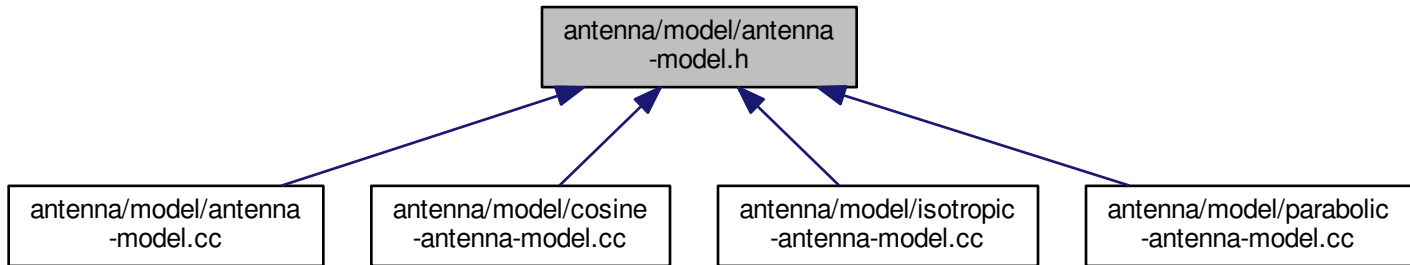 antenna/model/antenna
-model.h
antenna/model/antenna
-model.cc
antenna/model/cosine
-antenna-model.cc
antenna/model/isotropic
-antenna-model.cc
antenna/model/parabolic
-antenna-model.cc